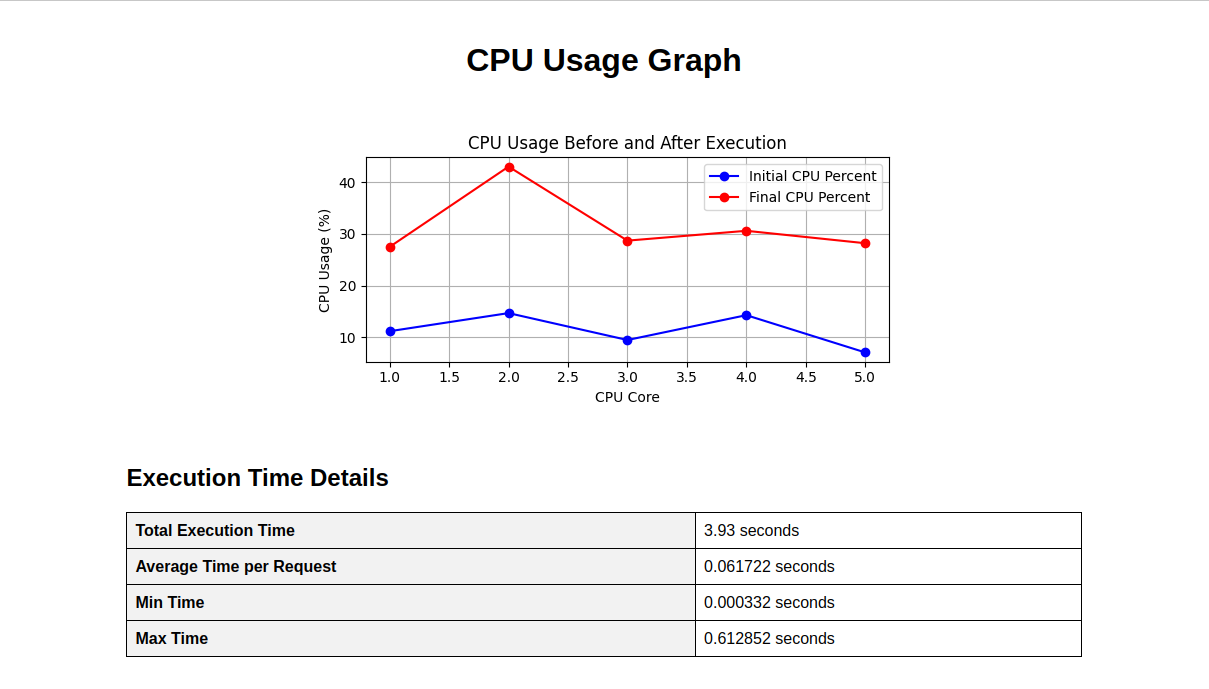 CPU Usage Graph
CPU Usage Before and After Execution
Initial CPU Percent
Final CPU Percent
CPU Usage (%)
40
30
20
10
1.0 1.5 2.0 2.5 3.0 3.5 4.0 4.5 5.0
CPU Core
Execution Time Details
Total Execution Time 3.93 seconds
Average Time per Request 0.061722 seconds
Min Time 0.000332 seconds
Max Time 0.612852 seconds